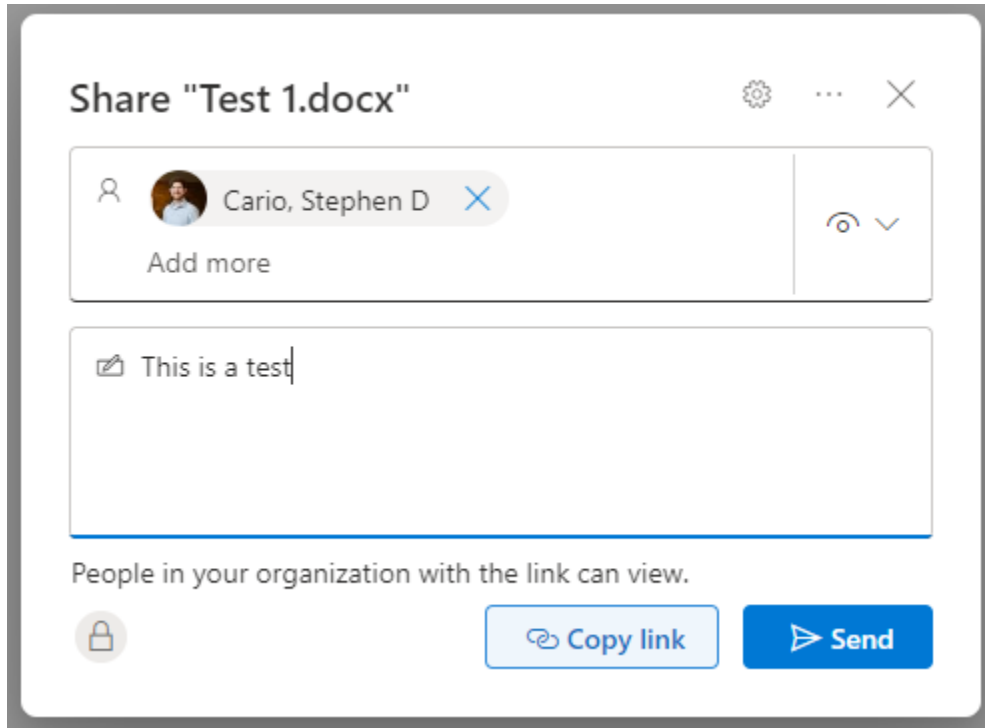 Share "Test 1.docx"
Cario, Stephen D
Add more
This is a test
People in your organization with the link can view.
Copy link
Send